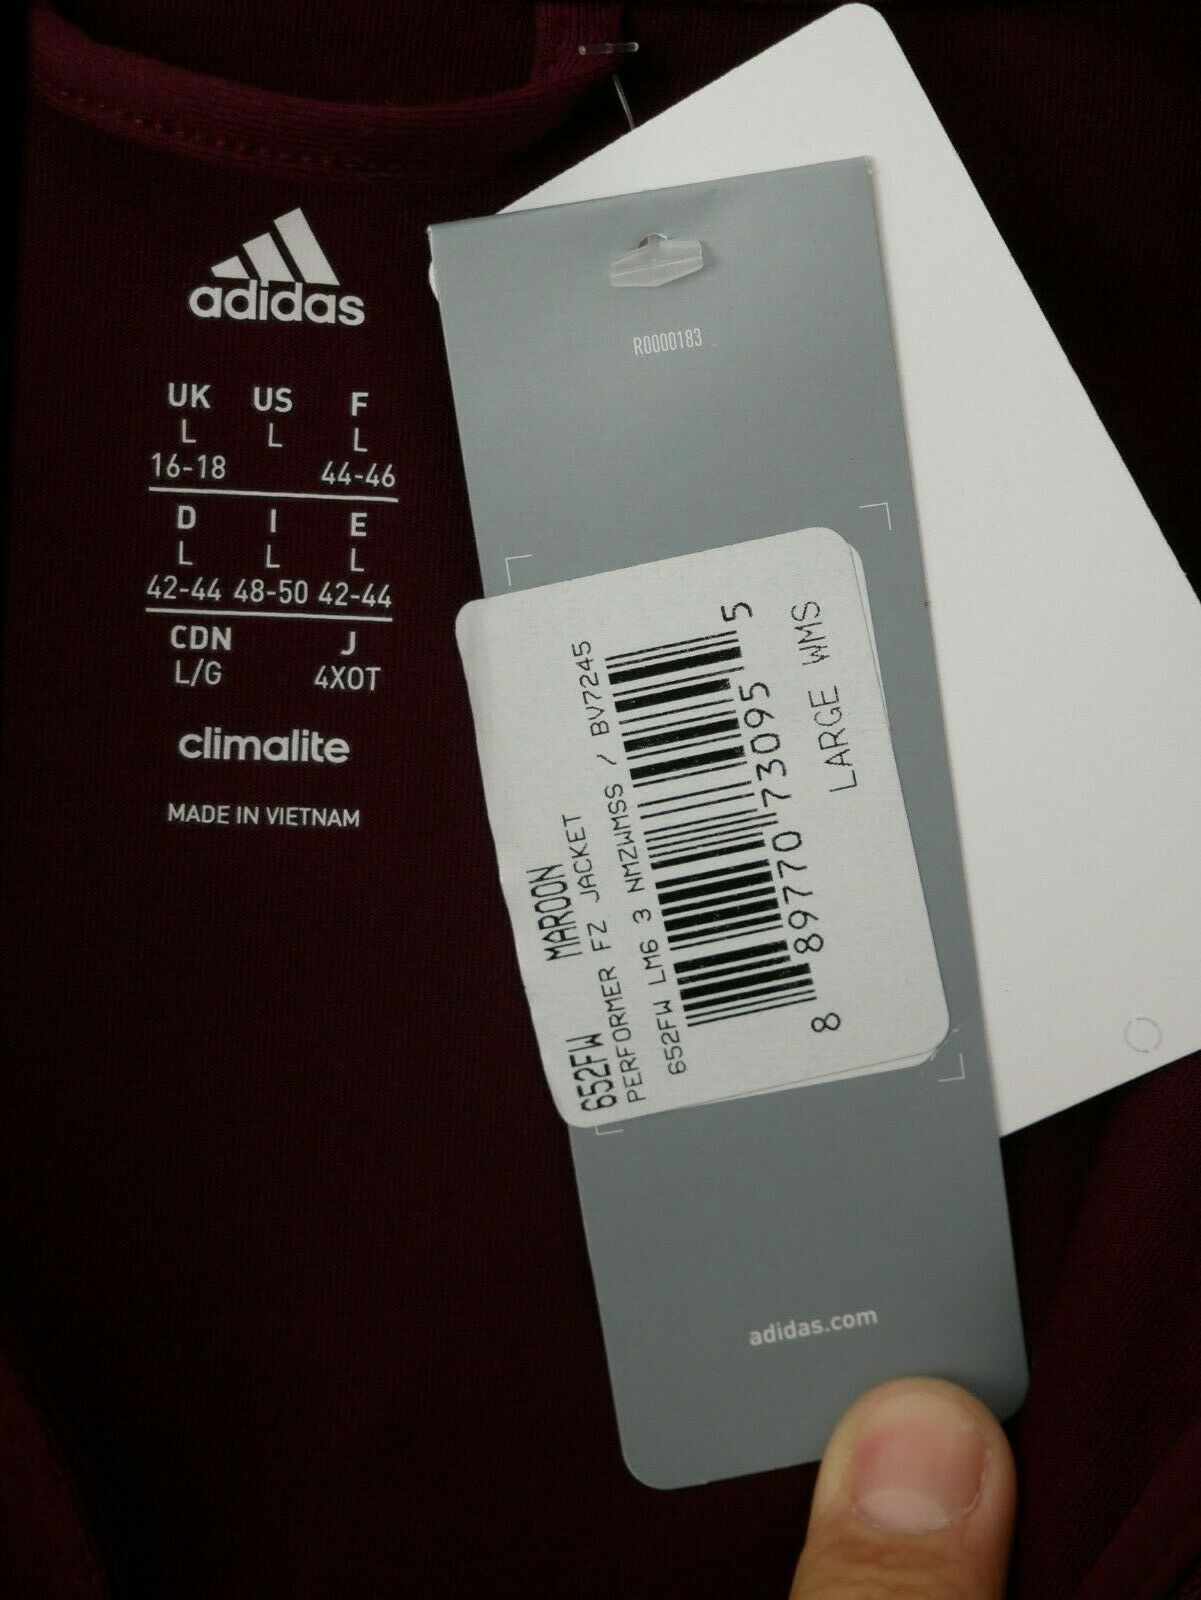 adidas
UK US F
L L L
16-18 44-46
D I E
L L L
42-44 48-50 42-44
CDN J
L/G 4XOT
climalite
MADE IN VIETNAM
R0000183
652FW MAROON
PERFORMER FZ JACKET
652FW LM6 3 NMZWMSS / BV7245
8 89770 73095 5
LARGE WMS
adidas.com